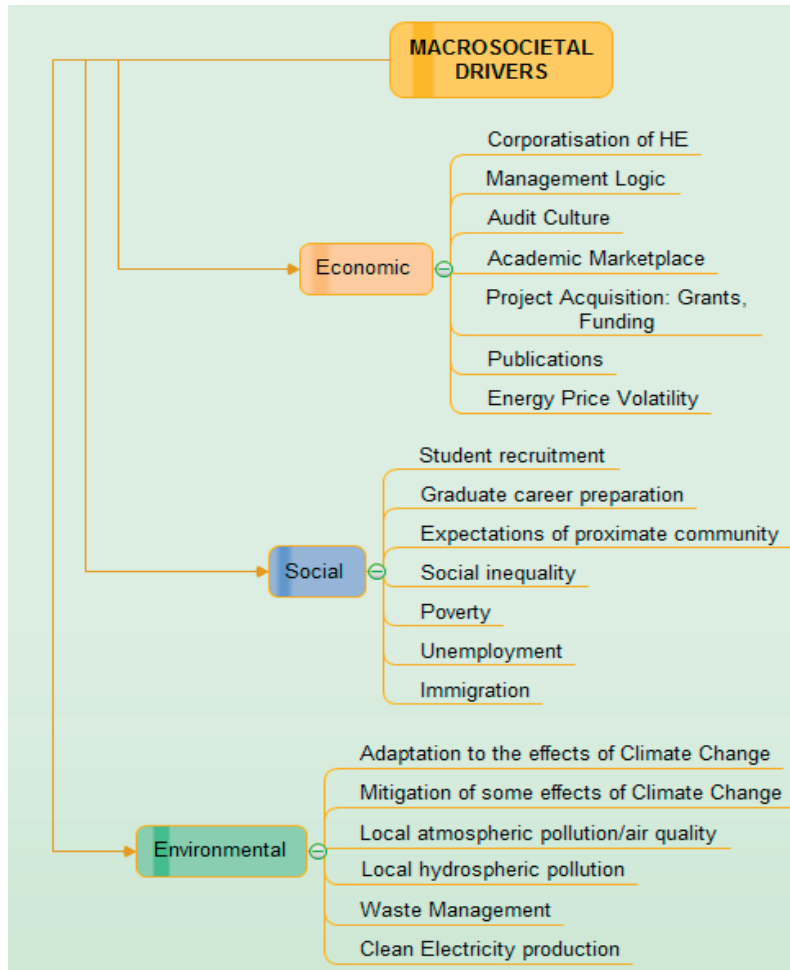 MACROSOCIETAL
DRIVERS
Economic
Corporatisation of HE
Management Logic
Audit Culture
Academic Marketplace
Project Acquisition: Grants,
Funding
Publications
Energy Price Volatility
Social
Student recruitment
Graduate career preparation
Expectations of proximate community
Social inequality
Poverty
Unemployment
Immigration
Environmental
Adaptation to the effects of Climate Change
Mitigation of some effects of Climate Change
Local atmospheric pollution/air quality
Local hydrospheric pollution
Waste Management
Clean Electricity production